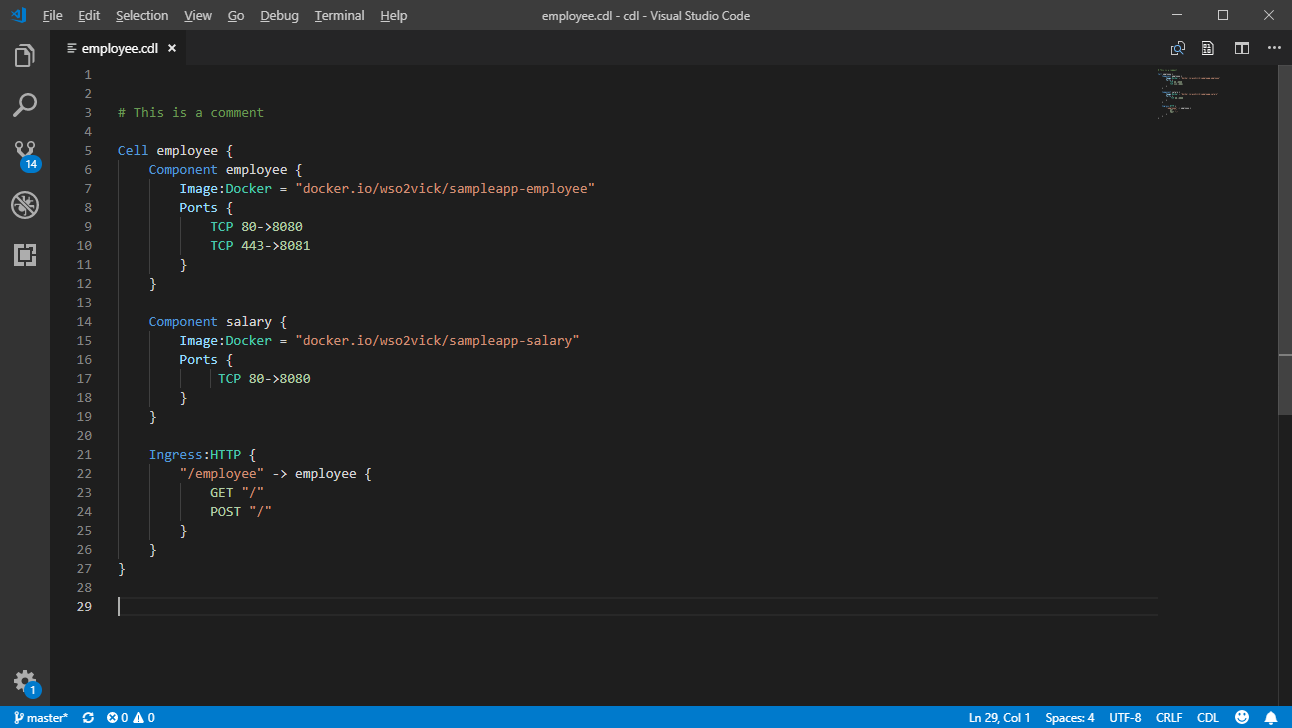 File Edit Selection View Go Debug Terminal Help employee.cdl - cdl - Visual Studio Code
employee.cdl
1
2
3 # This is a comment
4
5 Cell employee {
6 Component employee {
7 Image:Docker = "docker.io/wso2vick/sampleapp-employee"
8 Ports {
9 TCP 80->8080
10 TCP 443->8081
11 }
12 }
13
14 Component salary {
15 Image:Docker = "docker.io/wso2vick/sampleapp-salary"
16 Ports {
17 TCP 80->8080
18 }
19 }
20
21 Ingress:HTTP {
22 "/employee" -> employee {
23 GET "/"
24 POST "/"
25 }
26 }
27 }
28
29
14
1
master* 0 0 Ln 29, Col 1 Spaces: 4 UTF-8 CRLF CDL